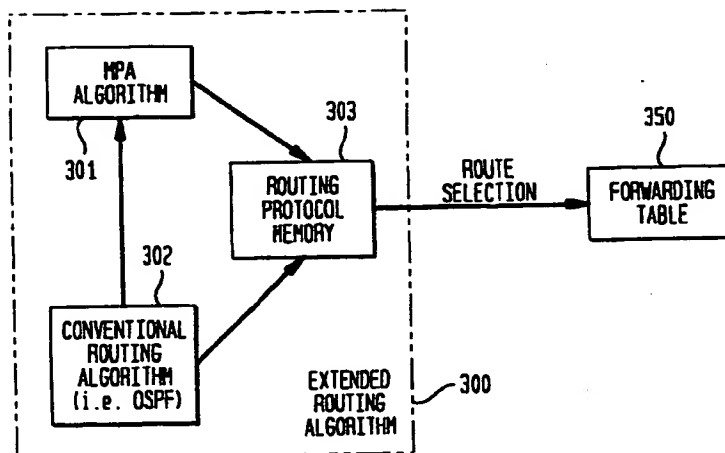 MPA
ALGORITHM
301
303
ROUTING
PROTOCOL
MEMORY
ROUTE
SELECTION
350
FORWARDING
TABLE
302
CONVENTIONAL
ROUTING
ALGORITHM
(i.e. OSPF)
EXTENDED
ROUTING
ALGORITHM
300